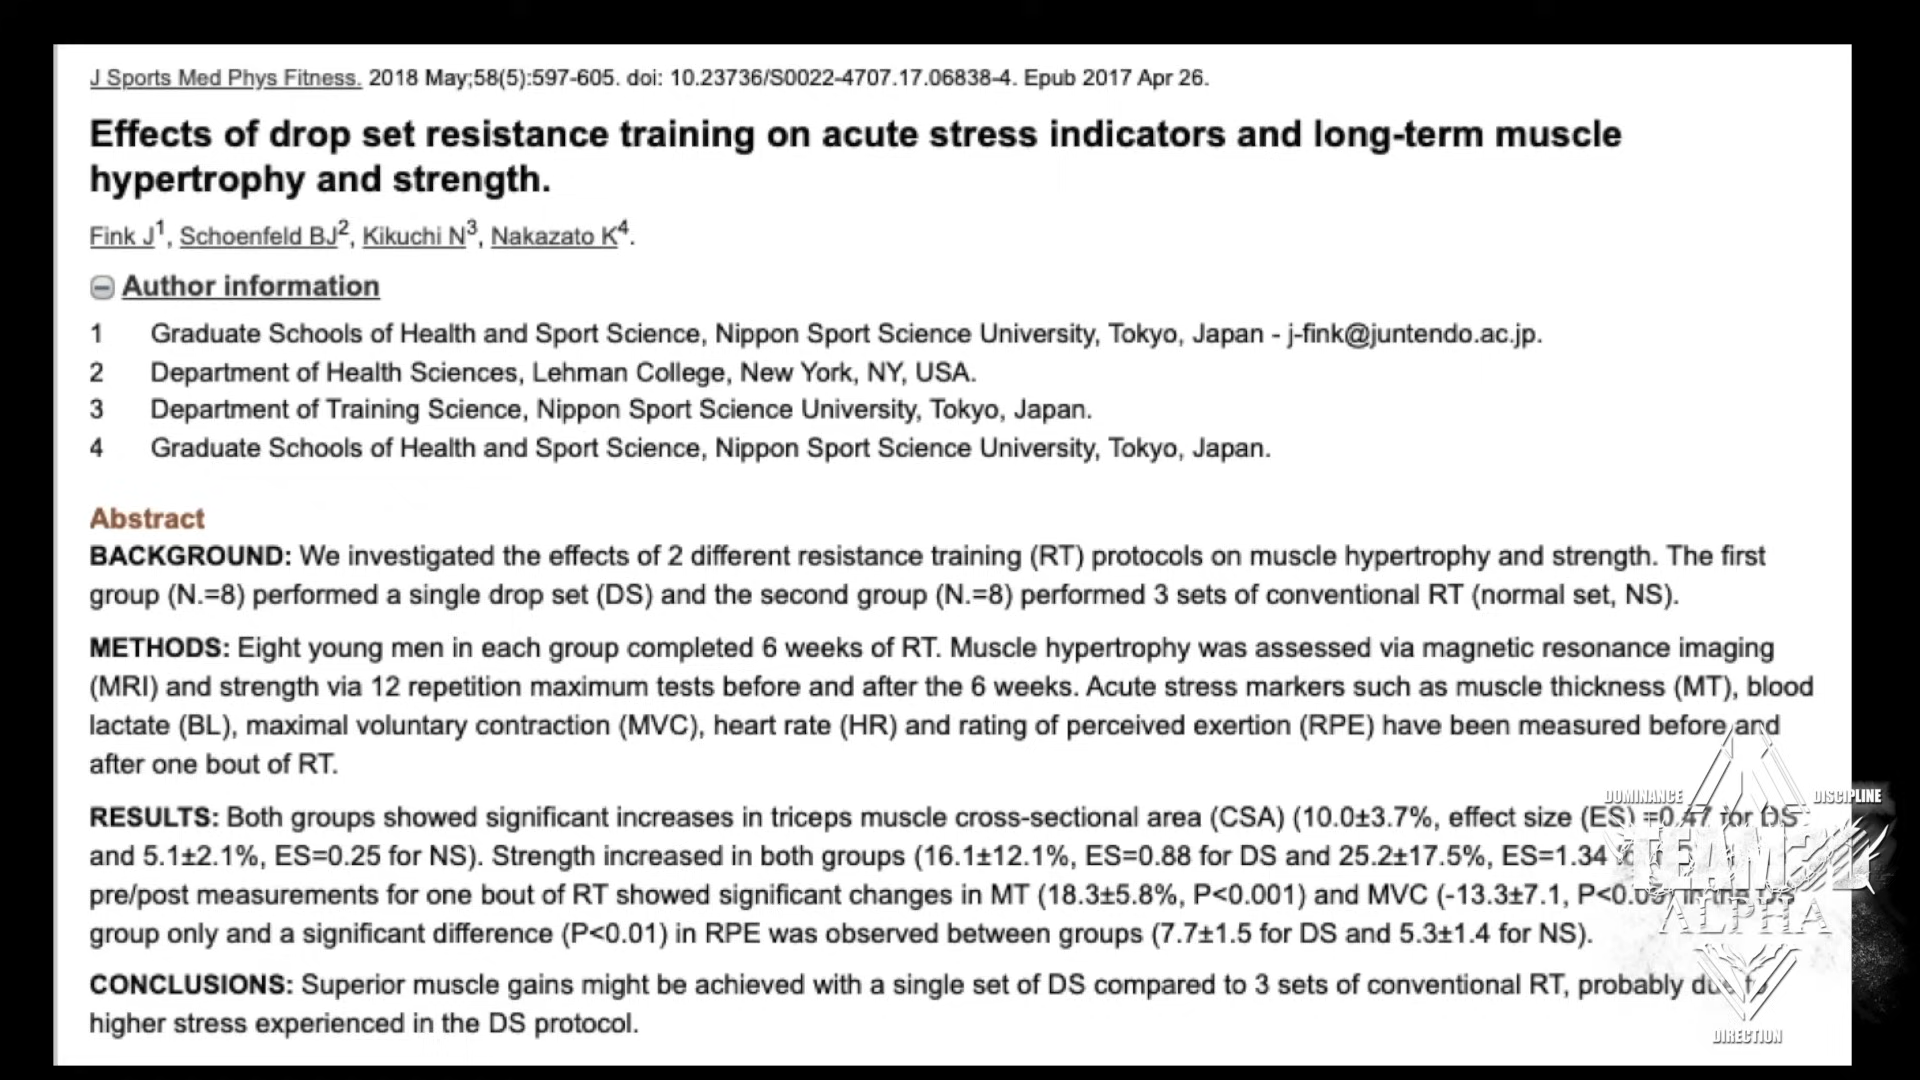 J Sports Med Phys Fitness. 2018 May;58(5):597-605. doi: 10.23736/S0022-4707.17.06838-4. Epub 2017 Apr 26.
Effects of drop set resistance training on acute stress indicators and long-term muscle
hypertrophy and strength.
Fink J1, Schoenfeld BJ2, Kikuchi N3, Nakazato K4.
Author information
1 Graduate Schools of Health and Sport Science, Nippon Sport Science University, Tokyo, Japan - j-fink@juntendo.ac.jp.
2 Department of Health Sciences, Lehman College, New York, NY, USA.
3 Department of Training Science, Nippon Sport Science University, Tokyo, Japan.
4 Graduate Schools of Health and Sport Science, Nippon Sport Science University, Tokyo, Japan.
Abstract
BACKGROUND: We investigated the effects of 2 different resistance training (RT) protocols on muscle hypertrophy and strength. The first
group (N.=8) performed a single drop set (DS) and the second group (N.=8) performed 3 sets of conventional RT (normal set, NS).
METHODS: Eight young men in each group completed 6 weeks of RT. Muscle hypertrophy was assessed via magnetic resonance imaging
(MRI) and strength via 12 repetition maximum tests before and after the 6 weeks. Acute stress markers such as muscle thickness (MT), blood
lactate (BL), maximal voluntary contraction (MVC), heart rate (HR) and rating of perceived exertion (RPE) have been measured before and
after one bout of RT.
RESULTS: Both groups showed significant increases in triceps muscle cross-sectional area (CSA) (10.0±3.7%, effect size (ES) =0.47 for DS
and 5.1±2.1%, ES=0.25 for NS). Strength increased in both groups (16.1±12.1%, ES=0.88 for DS and 25.2±17.5%, ES=1.34
pre/post measurements for one bout of RT showed significant changes in MT (18.3±5.8%, P<0.001) and MVC (-13.3±7.1, P<0.05) in the DS
group only and a significant difference (P<0.01) in RPE was observed between groups (7.7±1.5 for DS and 5.3±1.4 for NS).
CONCLUSIONS: Superior muscle gains might be achieved with a single set of DS compared to 3 sets of conventional RT, probably due to
higher stress experienced in the DS protocol.
DOMINANCE
DISCIPLINE
TEAM3D
ALPHA
DIRECTION